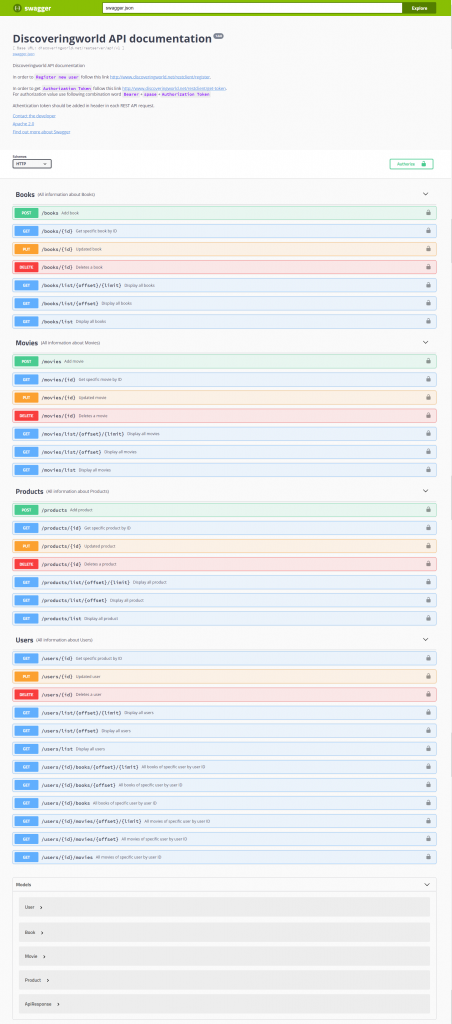 swagger
swagger.json
Explore
Discoveringworld API documentation
swagger.json
Discoveringworld API documentation
In order to Register new user follow this link http://www.discoveringworld.net/restclient/register.
In order to get Authorization Token follow this link
For authorization value use following combination word Bearer + space + Authorization Token
Athentication token should be added in header in each REST API request.
Contact the developer
Apache 2.0
Find out more about Swagger
Schemes
HTTP
Authorize
Books (All information about Books)
POST /books Add book
GET /books/{id} Get specific book by ID
PUT /books/{id} Updated book
DELETE /books/{id} Deletes a book
GET /books/list/{offset}/{limit} Display all books
GET /books/list/{offset} Display all books
GET /books/list Display all books
Movies (All information about Movies)
POST /movies Add movie
GET /movies/{id} Get specific movie by ID
PUT /movies/{id} Updated movie
DELETE /movies/{id} Deletes a movie
GET /movies/list/{offset}/{limit} Display all movies
GET /movies/list/{offset} Display all movies
GET /movies/list Display all movies
Products (All information about Products)
POST /products Add product
GET /products/{id} Get specific product by ID
PUT /products/{id} Updated product
DELETE /products/{id} Deletes a product
GET /products/list/{offset}/{limit} Display all product
GET /products/list/{offset} Display all product
GET /products/list Display all product
Users (All information about Users)
GET /users/{id} Get specific product by ID
PUT /users/{id} Updated user
DELETE /users/{id} Deletes a user
GET /users/list/{offset}/{limit} Display all users
GET /users/list/{offset} Display all users
GET /users/list Display all users
GET /users/{id}/books/{offset}/{limit} All books of specific user by user ID
GET /users/{id}/books/{offset} All books of specific user by user ID
GET /users/{id}/books All books of specific user by user ID
GET /users/{id}/movies/{offset}/{limit} All movies of specific user by user ID
GET /users/{id}/movies/{offset} All movies of specific user by user ID
GET /users/{id}/movies All movies of specific user by user ID
Models
User
Book
Movie
Product
ApiResponse